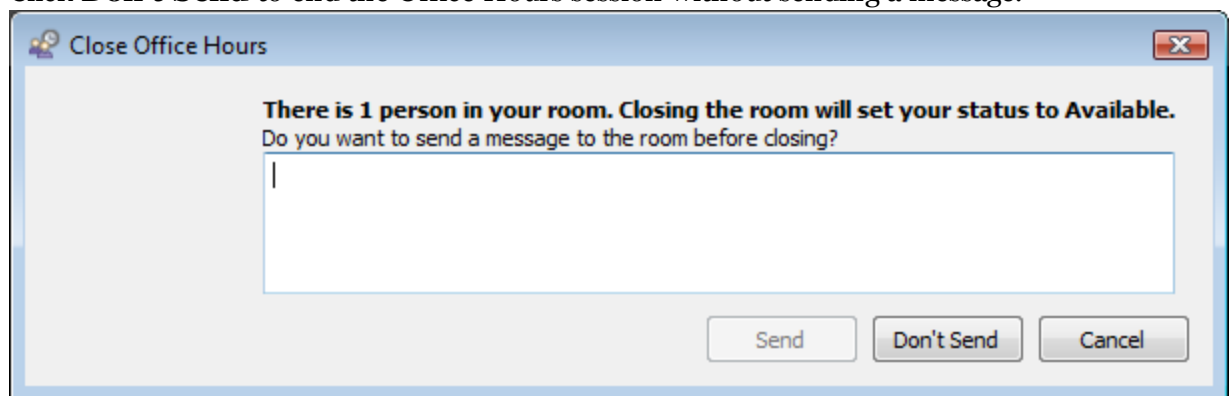 Click Don't Send to end the Office Hours session without sending a message.
Close Office Hours
There is 1 person in your room. Closing the room will set your status to Available.
Do you want to send a message to the room before closing?
Send
Don't Send
Cancel